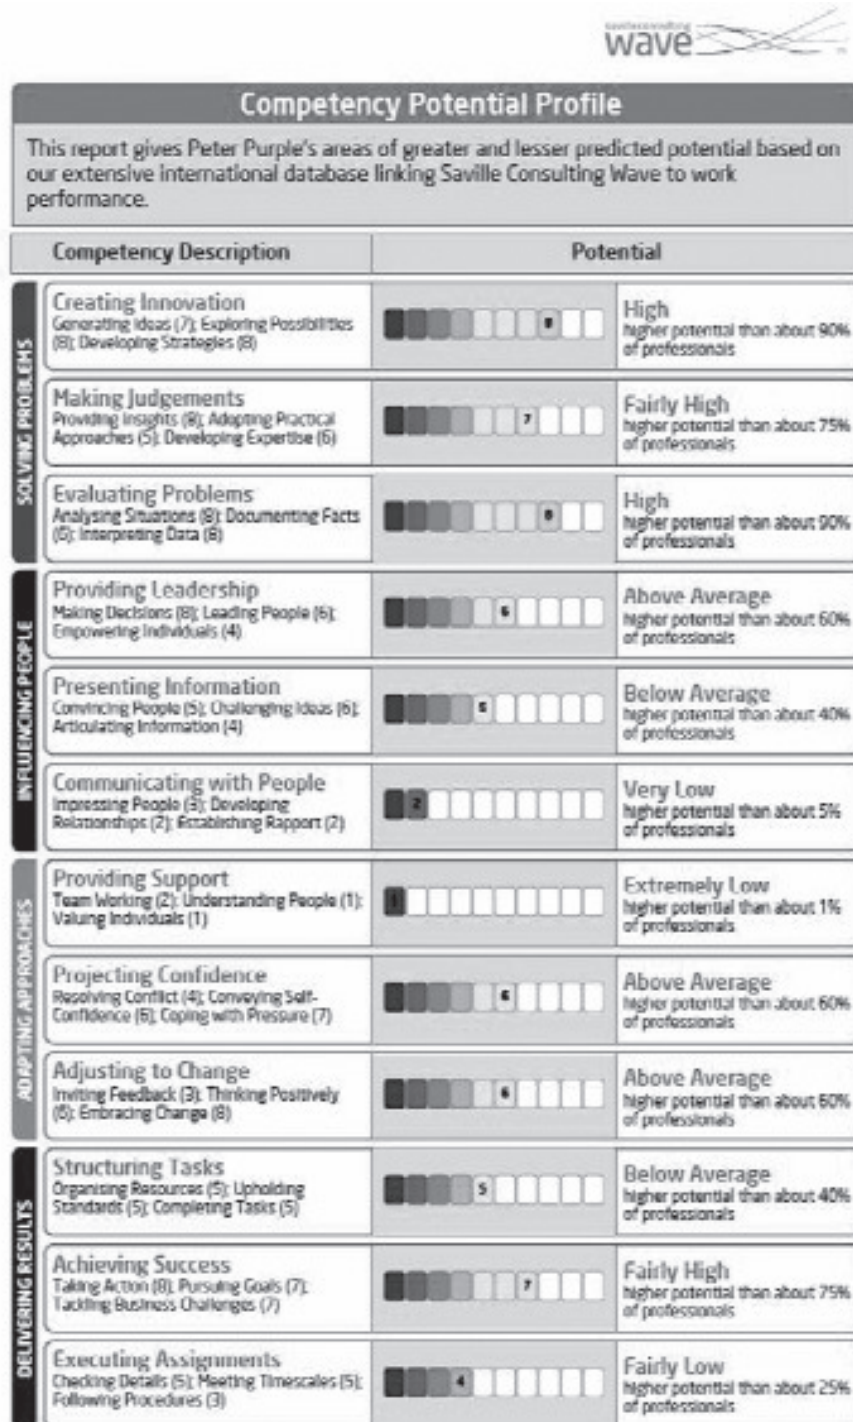 savilleconsulting
wave
Competency Potential Profile
This report gives Peter Purple's areas of greater and lesser predicted potential based on
our extensive international database linking Saville Consulting Wave to work
performance.
Competency Description
Potential
SOLVING PROBLEMS
Creating Innovation
Generating Ideas (7); Exploring Possibilities
(8); Developing Strategies (8)
8
High
higher potential than about 90%
of professionals
Making Judgements
Providing Insights (8); Adopting Practical
Approaches (5); Developing Expertise (6)
7
Fairly High
higher potential than about 75%
of professionals
Evaluating Problems
Analysing Situations (8); Documenting Facts
Interpreting Data (8)
8
High
higher potential than about 90%
of professionals
INFLUENCING PEOPLE
Providing Leadership
Making Decisions (8); Leading People (6);
Empowering Individuals (4)
6
Above Average
higher potential than about 60%
of professionals
Presenting Information
Convincing People (5); Challenging Ideas (6);
Articulating Information (4)
5
Below Average
higher potential than about 40%
of professionals
Communicating with People
Impressing People (3); Developing
Relationships (2); Establishing Rapport (2)
2
Very Low
higher potential than about 5%
of professionals
ADAPTING APPROACHES
Providing Support
Team Working (2); Understanding People (1);
Valuing Individuals (1)
1
Extremely Low
higher potential than about 1%
of professionals
Projecting Confidence
Resolving Conflict (4); Conveying Self-
Confidence (6); Coping with Pressure (7)
6
Above Average
higher potential than about 60%
of professionals
Adjusting to Change
Inviting Feedback (3); Thinking Positively
Embracing Change (8)
6
Above Average
higher potential than about 60%
of professionals
DELIVERING RESULTS
Structuring Tasks
Organising Resources (5); Upholding
Standards (5); Completing Tasks (5)
5
Below Average
higher potential than about 40%
of professionals
Achieving Success
Taking Action (8); Pursuing Goals (7);
Tackling Business Challenges (7)
7
Fairly High
higher potential than about 75%
of professionals
Executing Assignments
Checking Details (5); Meeting Timescales (5);
Following Procedures (3)
4
Fairly Low
higher potential than about 25%
of professionals